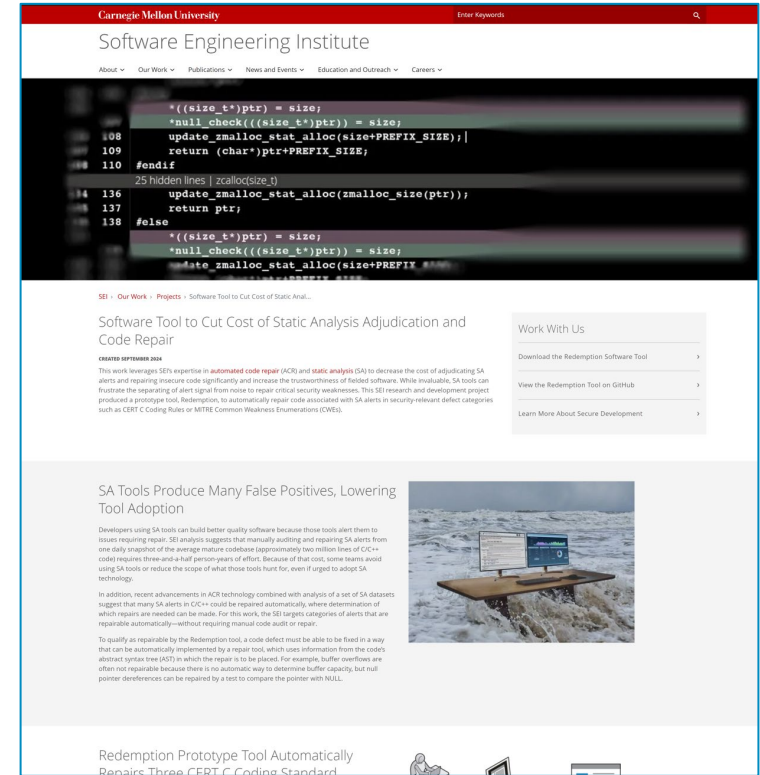 Carnegie Mellon University
Enter Keywords
Software Engineering Institute
About Our Work Publications News and Events Education and Outreach Careers
*((size_t*)ptr) = size;
*null_check(((size_t*)ptr)) = size;
108 update_zmalloc_stat_alloc(size+PREFIX_SIZE);|
109 return (char*)ptr+PREFIX_SIZE;
110 #endif
25 hidden lines | zcalloc(size_t)
134 136 update_zmalloc_stat_alloc(zmalloc_size(ptr));
137 return ptr;
138 #else
*((size_t*)ptr) = size;
*null_check(((size_t*)ptr)) = size;
update_zmalloc_stat_alloc(size+PREFIX
SEI › Our Work › Projects › Software Tool to Cut Cost of Static Anal...
Software Tool to Cut Cost of Static Analysis Adjudication and
Code Repair
CREATED SEPTEMBER 2024
This work leverages SEI's expertise in automated code repair (ACR) and static analysis (SA) to decrease the cost of adjudicating SA
alerts and repairing insecure code significantly and increase the trustworthiness of fielded software. While invaluable, SA tools can
frustrate the separating of alert signal from noise to repair critical security weaknesses. This SEI research and development project
produced a prototype tool, Redemption, to automatically repair code associated with SA alerts in security-relevant defect categories
such as CERT C Coding Rules or MITRE Common Weakness Enumerations (CWEs).
Work With Us
Download the Redemption Software Tool ›
View the Redemption Tool on GitHub ›
Learn More About Secure Development ›
SA Tools Produce Many False Positives, Lowering
Tool Adoption
Developers using SA tools can build better quality software because those tools alert them to
issues requiring repair. SEI analysis suggests that manually auditing and repairing SA alerts from
one daily snapshot of the average mature codebase (approximately two million lines of C/C++
code) requires three-and-a-half person-years of effort. Because of that cost, some teams avoid
using SA tools or reduce the scope of what those tools hunt for, even if urged to adopt SA
technology.
In addition, recent advancements in ACR technology combined with analysis of a set of SA datasets
suggest that many SA alerts in C/C++ could be repaired automatically, where determination of
which repairs are needed can be made. For this work, the SEI targets categories of alerts that are
repairable automatically—without requiring manual code audit or repair.
To qualify as repairable by the Redemption tool, a code defect must be able to be fixed in a way
that can be automatically implemented by a repair tool, which uses information from the code's
abstract syntax tree (AST) in which the repair is to be placed. For example, buffer overflows are
often not repairable because there is no automatic way to determine buffer capacity, but null
pointer dereferences can be repaired by a test to compare the pointer with NULL.
Redemption Prototype Tool Automatically
Repairs Three CERT C Coding Standard